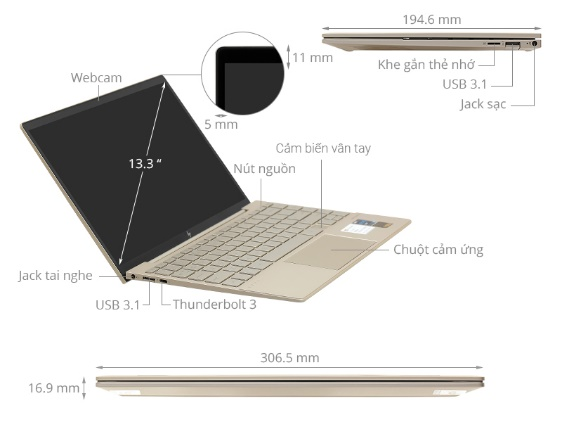 194.6 mm
11 mm
Khe gắn thẻ nhớ
Webcam
USB 3.1
Jack sạc
5 mm
Cảm biến vân tay
13.3 “
Nút nguồn
Chuột cảm ứng
Jack tai nghe
USB 3.1
Thunderbolt 3
306.5 mm
16.9 mm